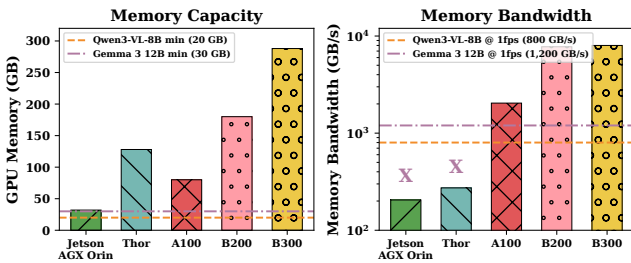 Memory Capacity
Qwen3-VL-8B min (20 GB)
Gemma 3 12B min (30 GB)
GPU Memory (GB)
300
250
200
150
100
50
0
Jetson
AGX Orin
Thor
A100
B200
B300
Memory Bandwidth
Qwen3-VL-8B @ 1fps (800 GB/s)
Gemma 3 12B @ 1fps (1,200 GB/s)
Memory Bandwidth (GB/s)
10⁴
10³
10²
X
X
Jetson
AGX Orin
Thor
A100
B200
B300